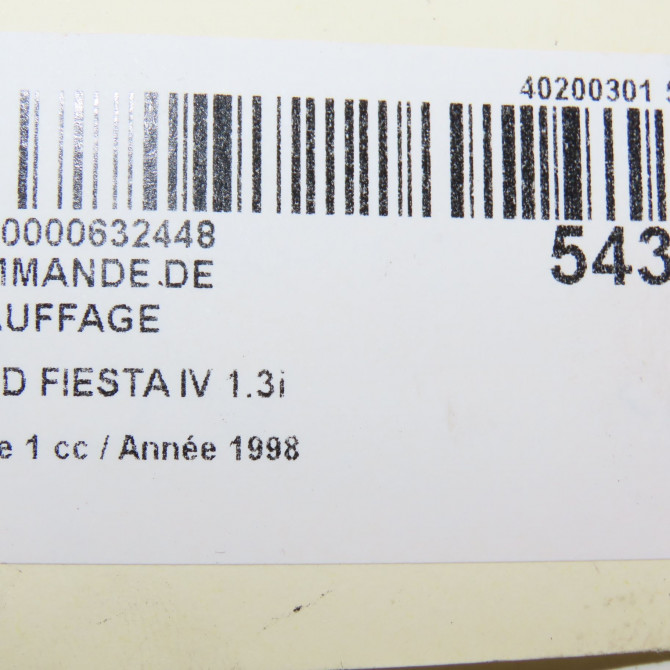 40200301
0000632448
543
MMANDE.DE
AUFFAGE
D FIESTA IV 1.3i
e 1 cc / Année 1998